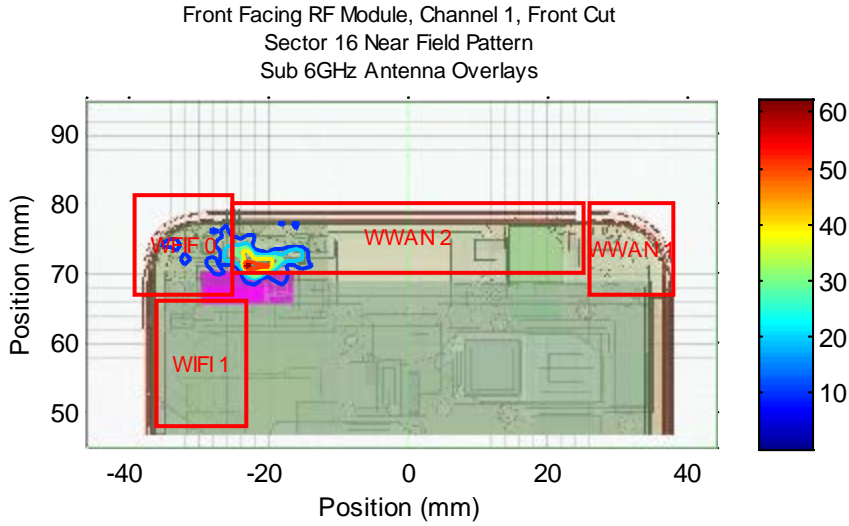 Front Facing RF Module, Channel 1, Front Cut
Sector 16 Near Field Pattern
Sub 6GHz Antenna Overlays
90
80
70
60
50
Position (mm)
-40
-20
0
20
40
Position (mm)
WIFI 0
WWAN 2
WWAN 1
WIFI 1
60
50
40
30
20
10